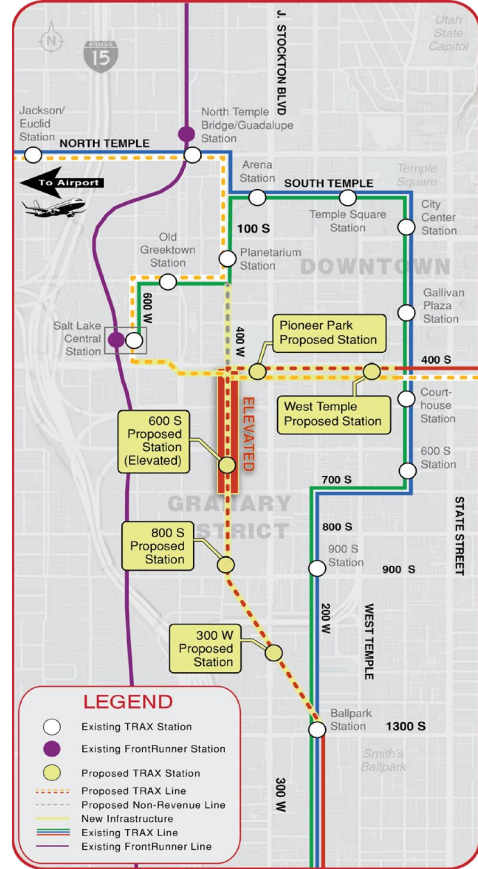 J. STOCKTON BLVD
Utah
State
Capitol
N
INTERSTATE
15
Jackson/
Euclid
Station
North Temple
Bridge/Guadalupe
Station
NORTH TEMPLE
To Airport
Arena
Station
SOUTH TEMPLE
Temple
Square
Temple Square
Station
City
Center
Station
100 S
Old
Greektown
Station
Planetarium
Station
DOWNTOWN
600 W
Gallivan
Plaza
Station
Salt Lake
Central
Station
400 W
Pioneer Park
Proposed Station
400 S
West Temple
Proposed Station
Court-
house
Station
ELEVATED
600 S
Proposed
Station
(Elevated)
600 S
Station
700 S
GRANARY
DISTRICT
STATE STREET
800 S
Proposed
Station
800 S
900 S
Station
900 S
200 W
WEST TEMPLE
300 W
Proposed
Station
Ballpark
Station
1300 S
Smith's
Ballpark
300 W
LEGEND
Existing TRAX Station
Existing FrontRunner Station
Proposed TRAX Station
Proposed TRAX Line
Proposed Non-Revenue Line
New Infrastructure
Existing TRAX Line
Existing FrontRunner Line